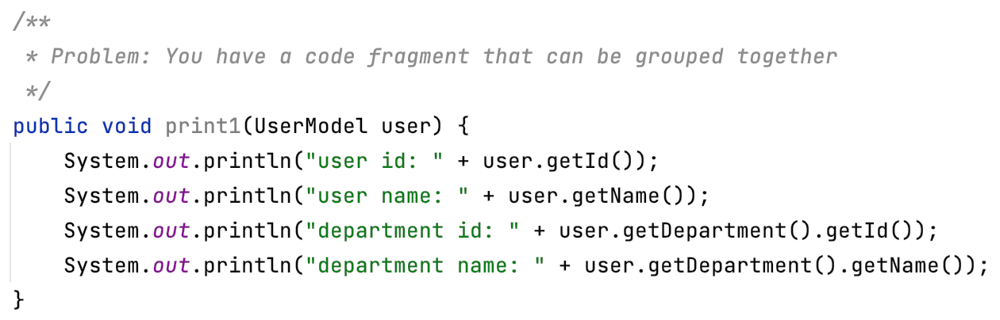 /**
 * Problem: You have a code fragment that can be grouped together
 */
public void print1(UserModel user) {
    System.out.println("user id: " + user.getId());
    System.out.println("user name: " + user.getName());
    System.out.println("department id: " + user.getDepartment().getId());
    System.out.println("department name: " + user.getDepartment().getName());
}